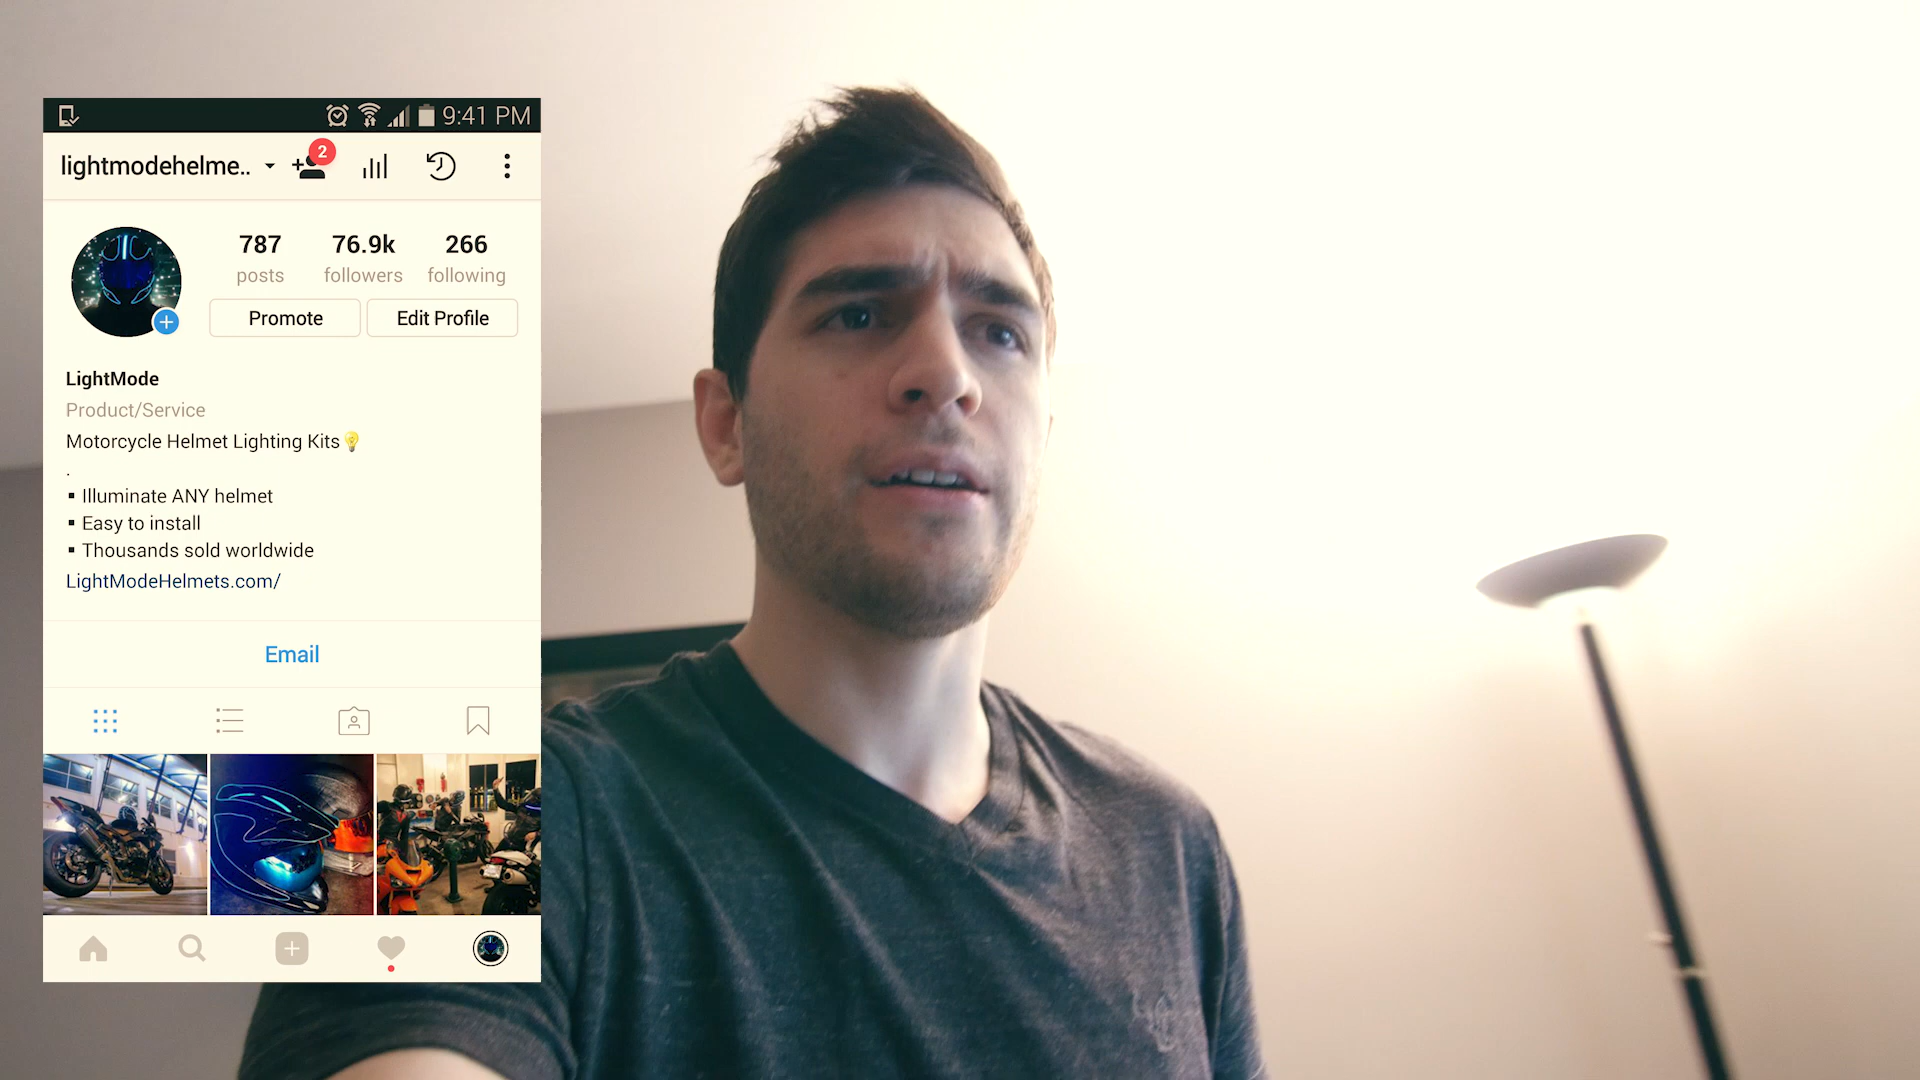 9:41 PM
lightmodehelme..
2
787 76.9k 266
posts followers following
Promote Edit Profile
LightMode
Product/Service
Motorcycle Helmet Lighting Kits💡
.
▪ Illuminate ANY helmet
▪ Easy to install
▪ Thousands sold worldwide
LightModeHelmets.com/
Email